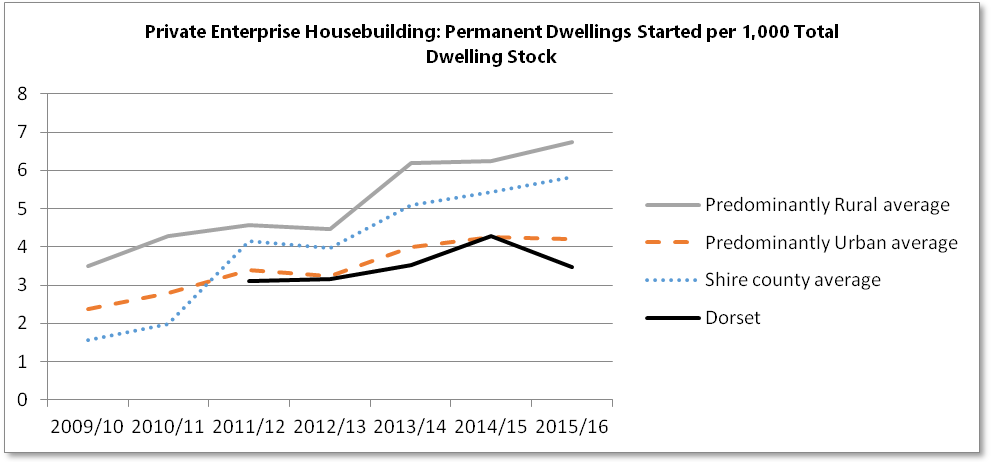 Private Enterprise Housebuilding: Permanent Dwellings Started per 1,000 Total
Dwelling Stock
8
7
6
5
4
3
2
1
0
2009/10 2010/11 2011/12 2012/13 2013/14 2014/15 2015/16
Predominantly Rural average
Predominantly Urban average
Shire county average
Dorset